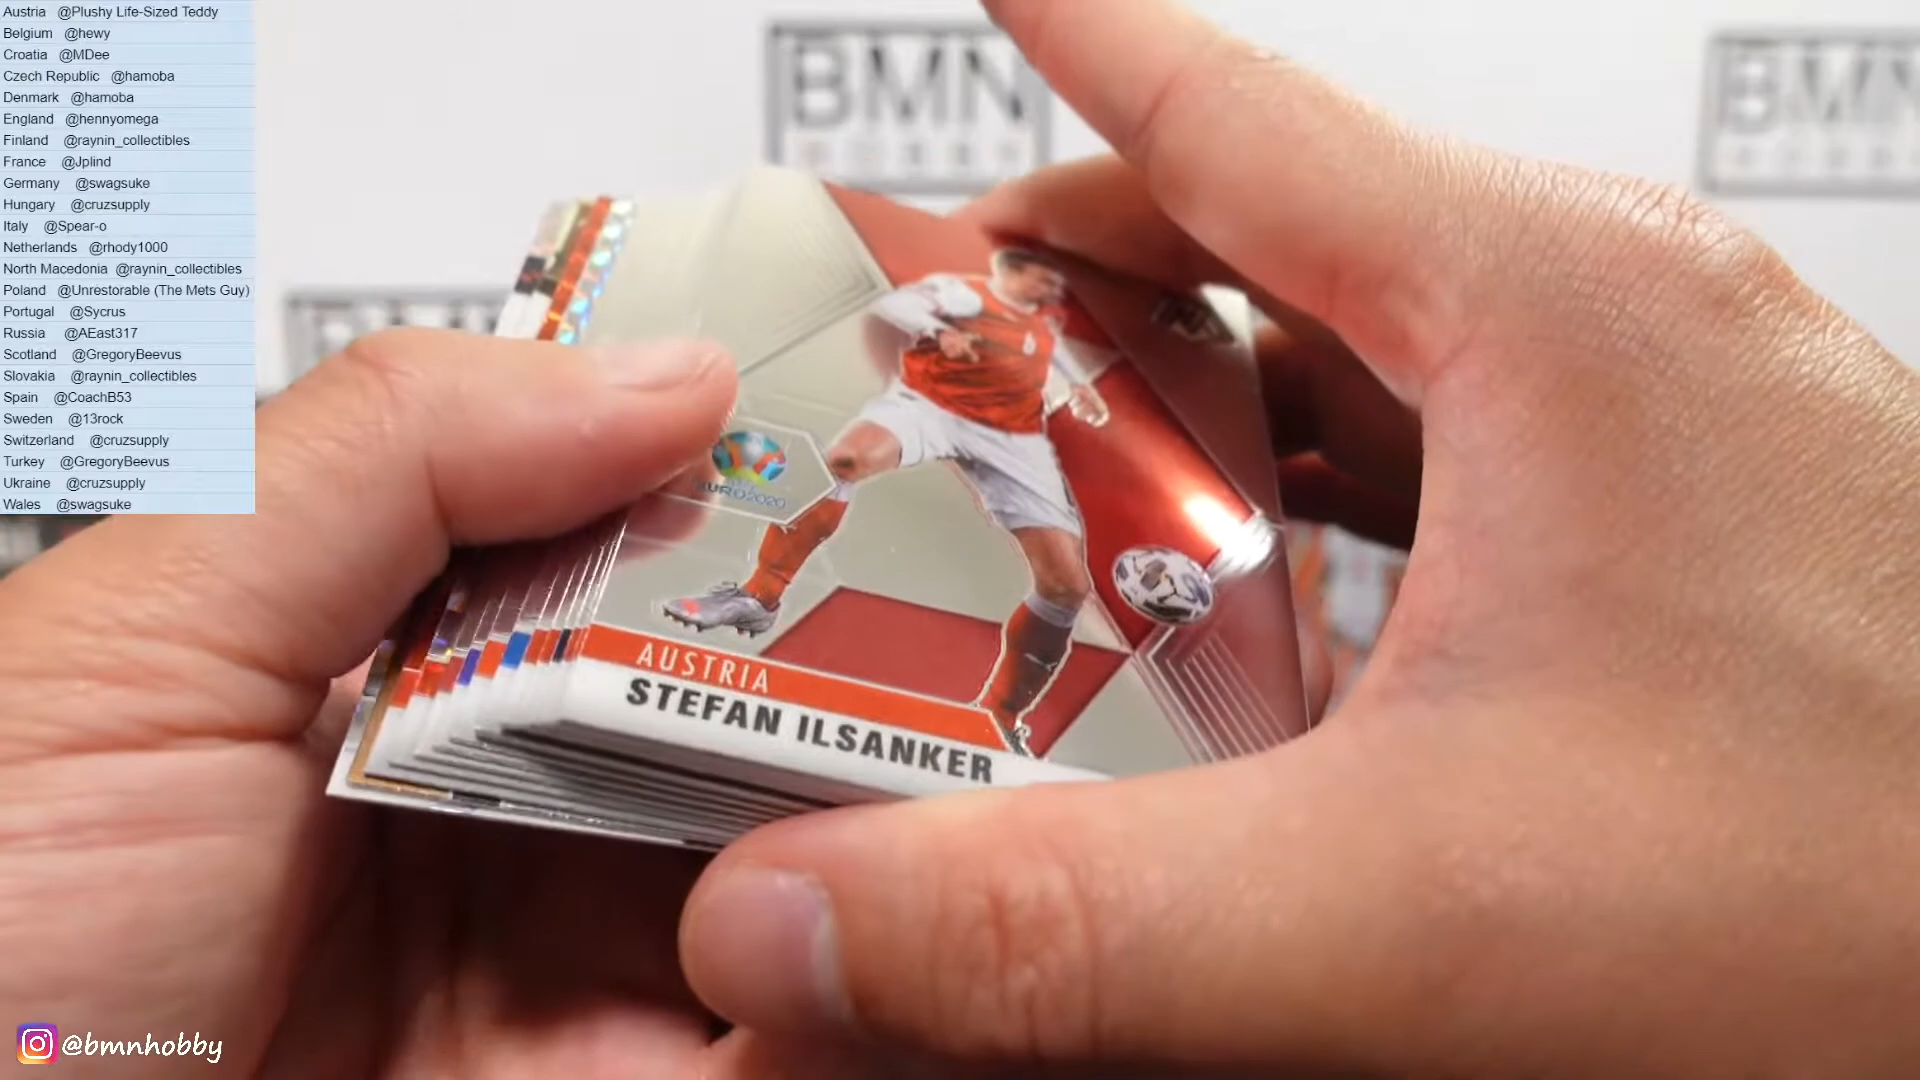 Austria @Plushy Life-Sized Teddy
Belgium @hewy
Croatia @MDee
Czech Republic @hamoba
Denmark @hamoba
England @hennyomega
Finland @raynin_collectibles
France @Jplind
Germany @swagsuke
Hungary @cruzsupply
Italy @Spear-o
Netherlands @rhody1000
North Macedonia @raynin_collectibles
Poland @Unrestorable (The Mets Guy)
Portugal @Sycrus
Russia @AEast317
Scotland @GregoryBeevus
Slovakia @raynin_collectibles
Spain @CoachB53
Sweden @13rock
Switzerland @cruzsupply
Turkey @GregoryBeevus
Ukraine @cruzsupply
Wales @swagsuke
BMN
BMN
EURO2020
AUSTRIA
STEFAN ILSANKER
@bmnhobby